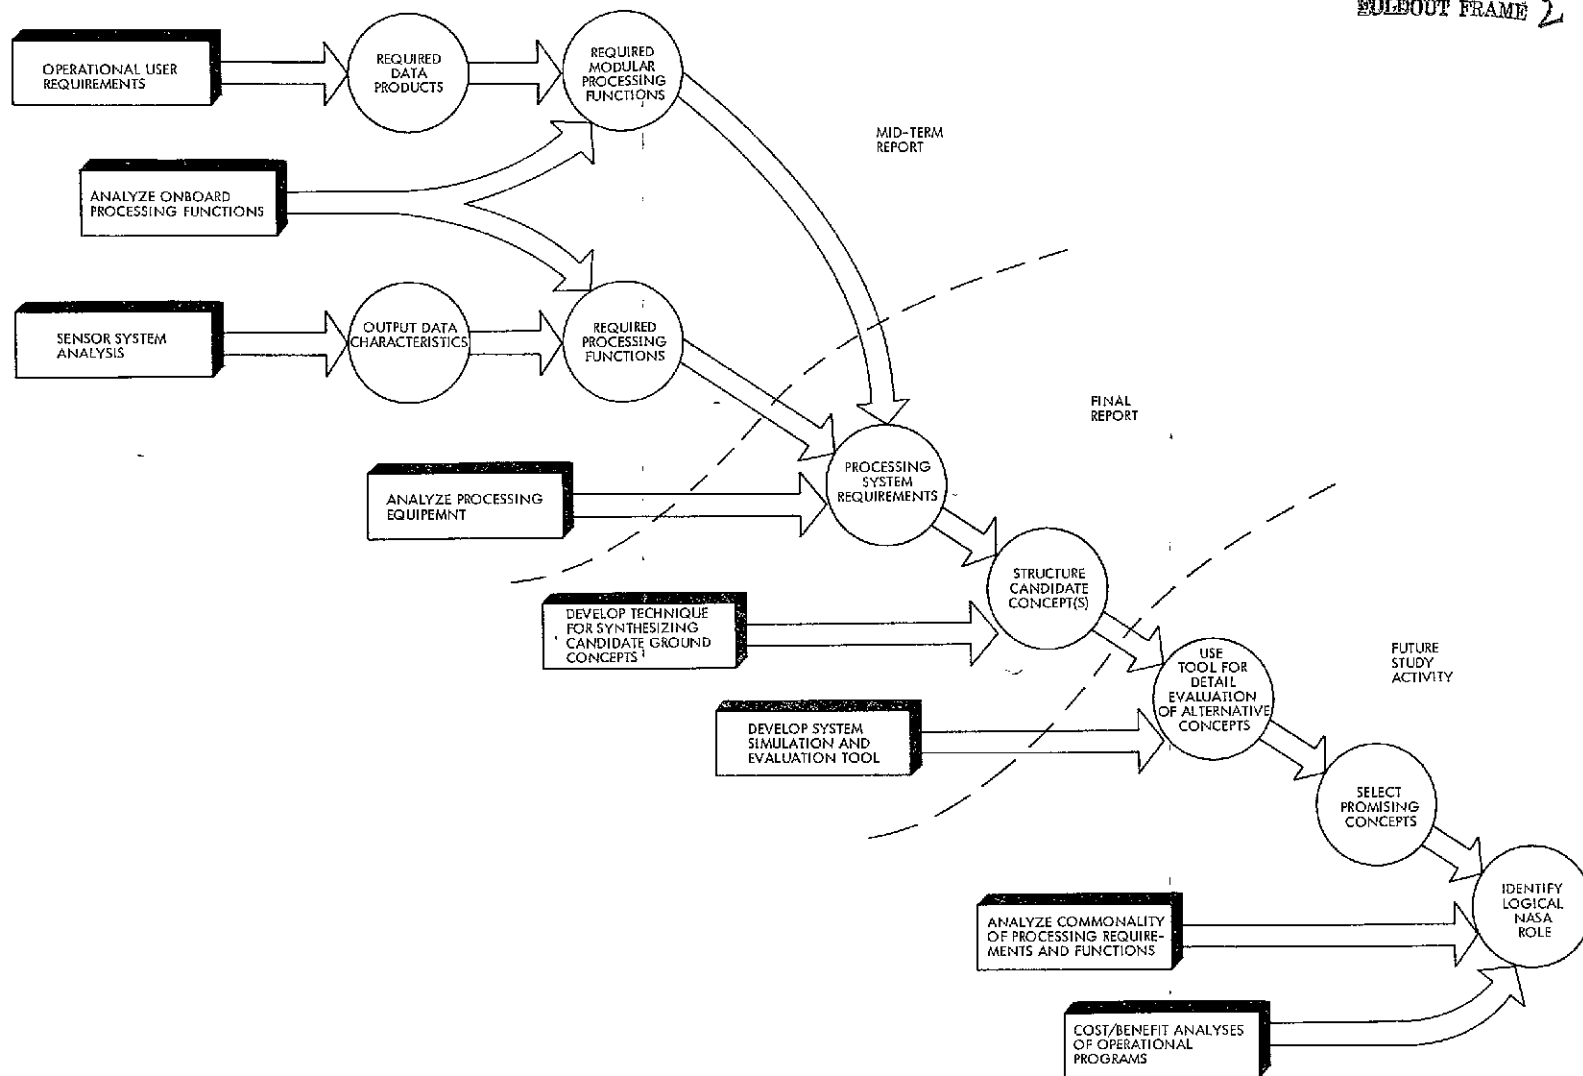 FOLDOUT FRAME 2
OPERATIONAL USER
REQUIREMENTS
REQUIRED
DATA
PRODUCTS
REQUIRED
MODULAR
PROCESSING
FUNCTIONS
MID-TERM
REPORT
ANALYZE ONBOARD
PROCESSING FUNCTIONS
SENSOR SYSTEM
ANALYSIS
OUTPUT DATA
CHARACTERISTICS
REQUIRED
PROCESSING
FUNCTIONS
FINAL
REPORT
ANALYZE PROCESSING
EQUIPEMNT
PROCESSING
SYSTEM
REQUIREMENTS
STRUCTURE
CANDIDATE
CONCEPT(S)
DEVELOP TECHNIQUE
FOR SYNTHESIZING
CANDIDATE GROUND
CONCEPTS
USE
TOOL FOR
DETAIL
EVALUATION
OF ALTERNATIVE
CONCEPTS
FUTURE
STUDY
ACTIVITY
DEVELOP SYSTEM
SIMULATION AND
EVALUATION TOOL
SELECT
PROMISING
CONCEPTS
IDENTIFY
LOGICAL
NASA
ROLE
ANALYZE COMMONALITY
OF PROCESSING REQUIRE-
MENTS AND FUNCTIONS
COST/BENEFIT ANALYSES
OF OPERATIONAL
PROGRAMS